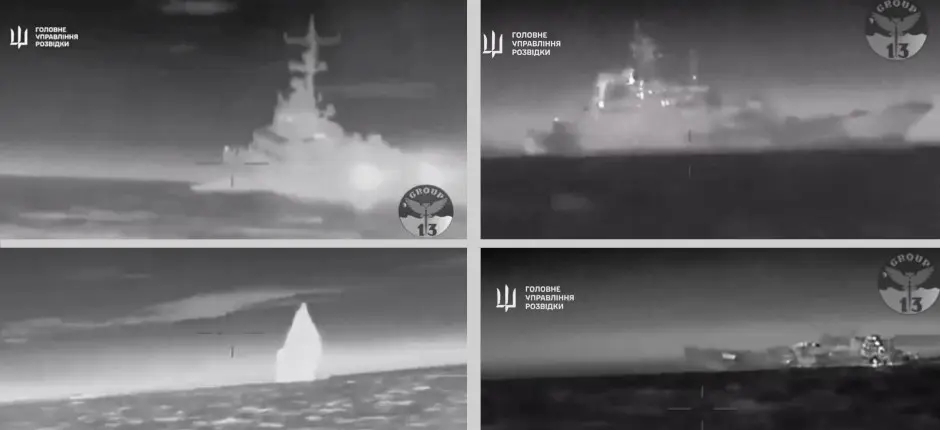 ГОЛОВНЕ
УПРАВЛІННЯ
РОЗВІДКИ
GROUP
13
ГОЛОВНЕ
УПРАВЛІННЯ
РОЗВІДКИ
GROUP
13
ГОЛОВНЕ
УПРАВЛІННЯ
РОЗВІДКИ
GROUP
13